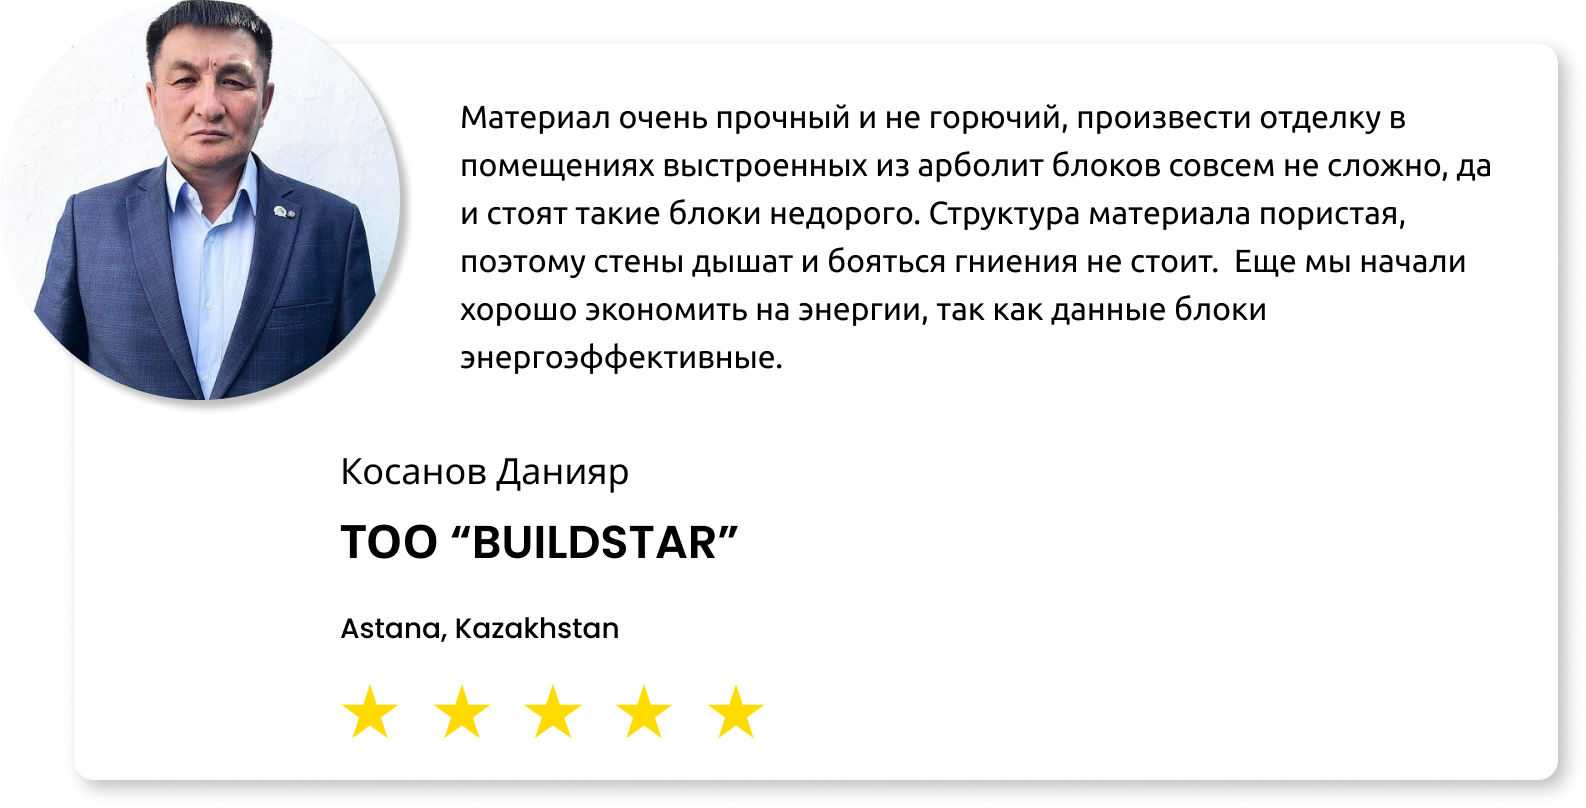 Материал очень прочный и не горючий, произвести отделку в
помещениях выстроенных из арболит блоков совсем не сложно, да
и стоят такие блоки недорого. Структура материала пористая,
поэтому стены дышат и бояться гниения не стоит.  Еще мы начали
хорошо экономить на энергии, так как данные блоки
энергоэффективные.
Косанов Данияр
ТОО “BUILDSTAR”
Astana, Kazakhstan